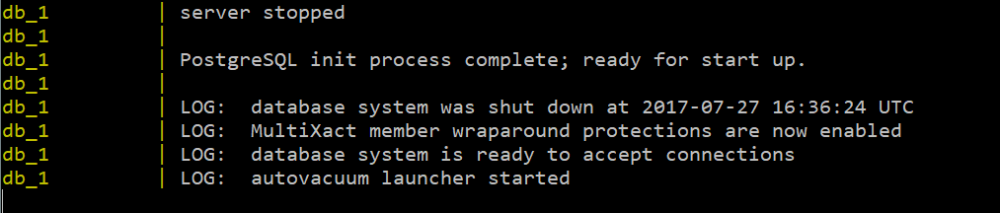 db_1 | server stopped
db_1 |
db_1 | PostgreSQL init process complete; ready for start up.
db_1 |
db_1 | LOG:  database system was shut down at 2017-07-27 16:36:24 UTC
db_1 | LOG:  MultiXact member wraparound protections are now enabled
db_1 | LOG:  database system is ready to accept connections
db_1 | LOG:  autovacuum launcher started